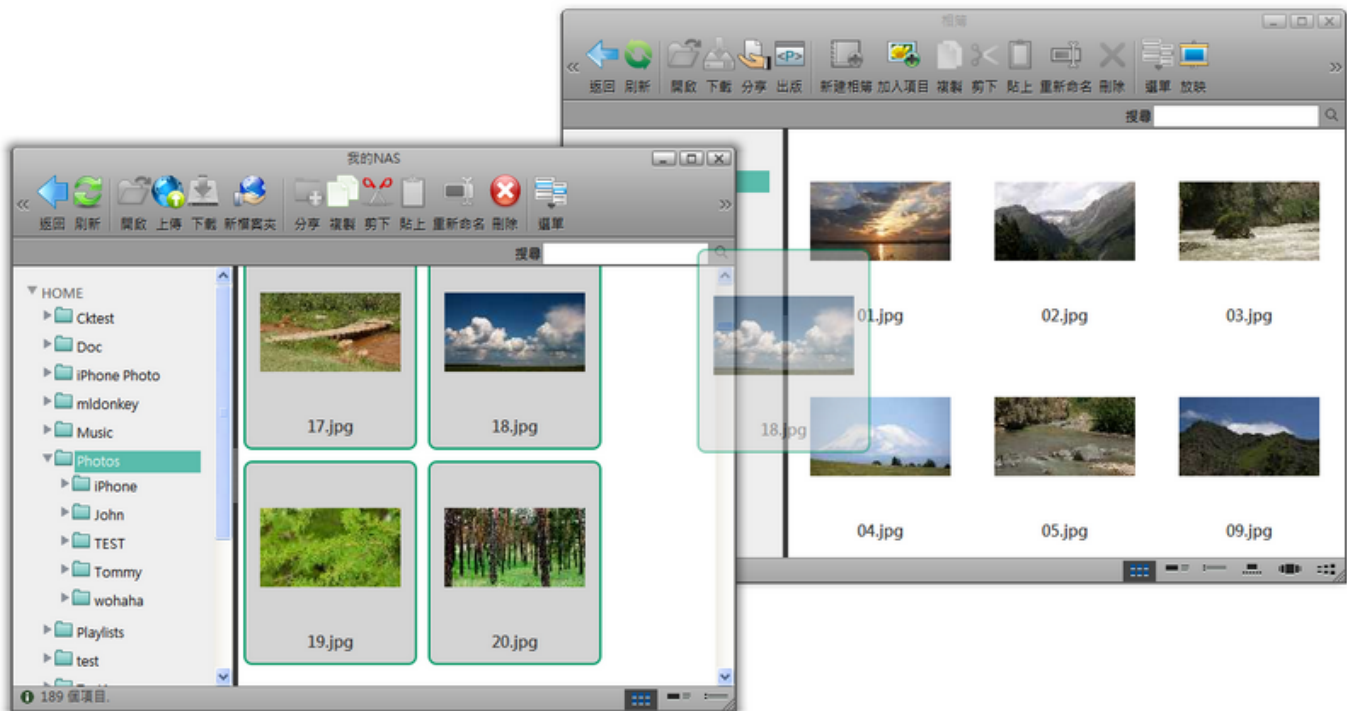 相簿
返回 刷新 開啟 下載 分享 出版 新建相簿 加入項目 複製 剪下 貼上 重新命名 刪除 選單 放映
搜尋
01.jpg 02.jpg 03.jpg
04.jpg 05.jpg 09.jpg
我的NAS
返回 刷新 開啟 上傳 下載 新檔案夾 分享 複製 剪下 貼上 重新命名 刪除 選單
搜尋
HOME
Cktest
Doc
iPhone Photo
mldonkey
Music
Photos
iPhone
John
TEST
Tommy
wohaha
Playlists
test
17.jpg 18.jpg
18.jpg
19.jpg 20.jpg
189 個項目.